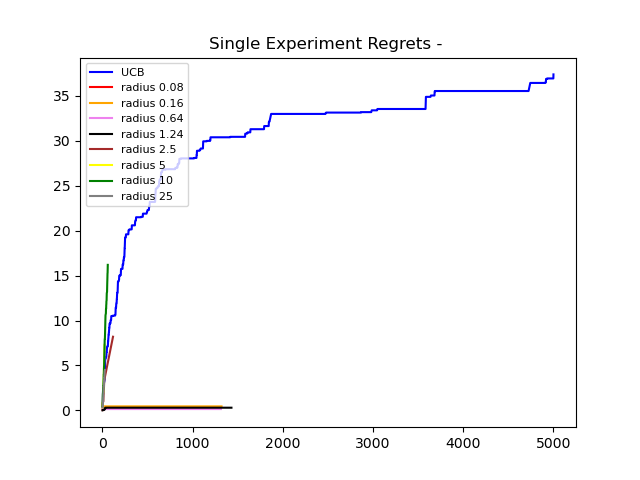 Single Experiment Regrets -
UCB
radius 0.08
radius 0.16
radius 0.64
radius 1.24
radius 2.5
radius 5
radius 10
radius 25
35
30
25
20
15
10
5
0
0 1000 2000 3000 4000 5000